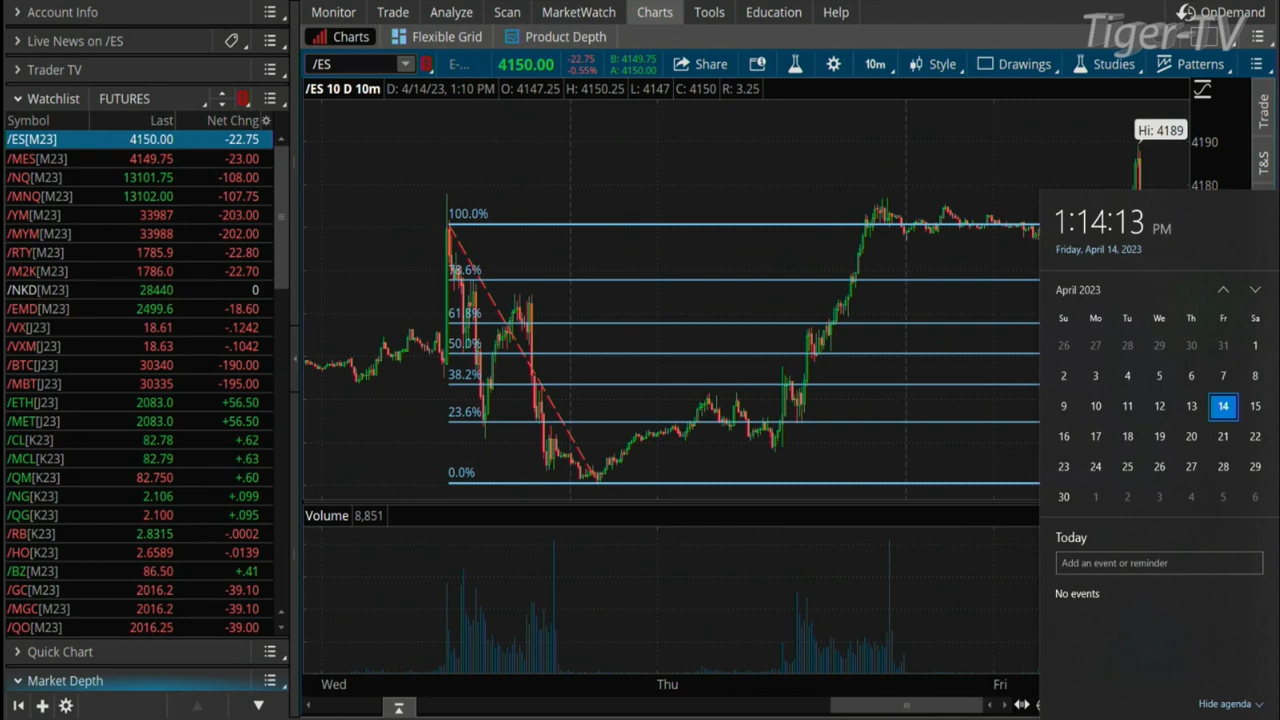 Account Info
Live News on /ES
Trader TV
Watchlist FUTURES
Symbol Last Net Chng
/ES[M23] 4150.00 -22.75
/MES[M23] 4149.75 -23.00
/NQ[M23] 13101.75 -108.00
/MNQ[M23] 13102.00 -107.75
/YM[M23] 33987 -203.00
/MYM[M23] 33988 -202.00
/RTY[M23] 1785.9 -22.80
/M2K[M23] 1786.0 -22.70
/NKD[M23] 28440 0
/EMD[M23] 2499.6 -18.60
/VX[J23] 18.61 -.1242
/VXM[J23] 18.63 -.1042
/BTC[J23] 30340 -190.00
/MBT[J23] 30335 -195.00
/ETH[J23] 2083.0 +56.50
/MET[J23] 2083.0 +56.50
/CL[K23] 82.78 +.62
/MCL[K23] 82.79 +.63
/QM[K23] 82.750 +.60
/NG[K23] 2.106 +.099
/QG[K23] 2.100 +.095
/RB[K23] 2.8315 -.0002
/HO[K23] 2.6589 -.0139
/BZ[M23] 86.50 +.41
/GC[M23] 2016.2 -39.10
/MGC[M23] 2016.2 -39.10
/QO[M23] 2016.25 -39.00
Quick Chart
Market Depth
Monitor Trade Analyze Scan MarketWatch Charts Tools Education Help
OnDemand
Tiger-TV
Charts Flexible Grid Product Depth
/ES E-... 4150.00 -22.75 B: 4149.75
-0.55% A: 4150.00
Share 10m Style Drawings Studies Patterns
/ES 10 D 10m D: 4/14/23, 1:10 PM O: 4147.25 H: 4150.25 L: 4147 C: 4150 R: 3.25
Trade
T&S
Hi: 4189
4190
4180
100.0%
78.6%
61.8%
50.0%
38.2%
23.6%
0.0%
Volume 8,851
Wed Thu Fri
1:14:13 PM
Friday, April 14, 2023
April 2023
Su Mo Tu We Th Fr Sa
26 27 28 29 30 31 1
2 3 4 5 6 7 8
9 10 11 12 13 14 15
16 17 18 19 20 21 22
23 24 25 26 27 28 29
30 1 2 3 4 5 6
Today
Add an event or reminder
No events
Hide agenda